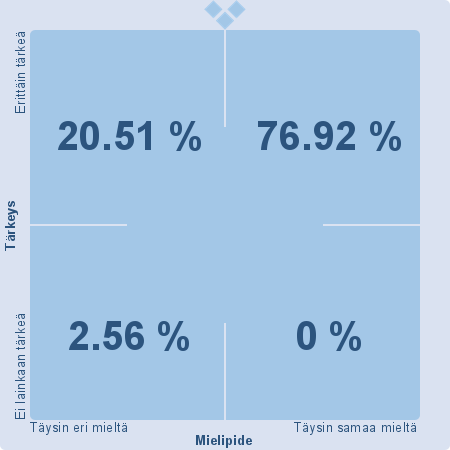 Erittäin tärkeä
20.51 %
76.92 %
Tärkeys
Ei lainkaan tärkeä
2.56 %
0 %
Täysin eri mieltä
Täysin samaa mieltä
Mielipide